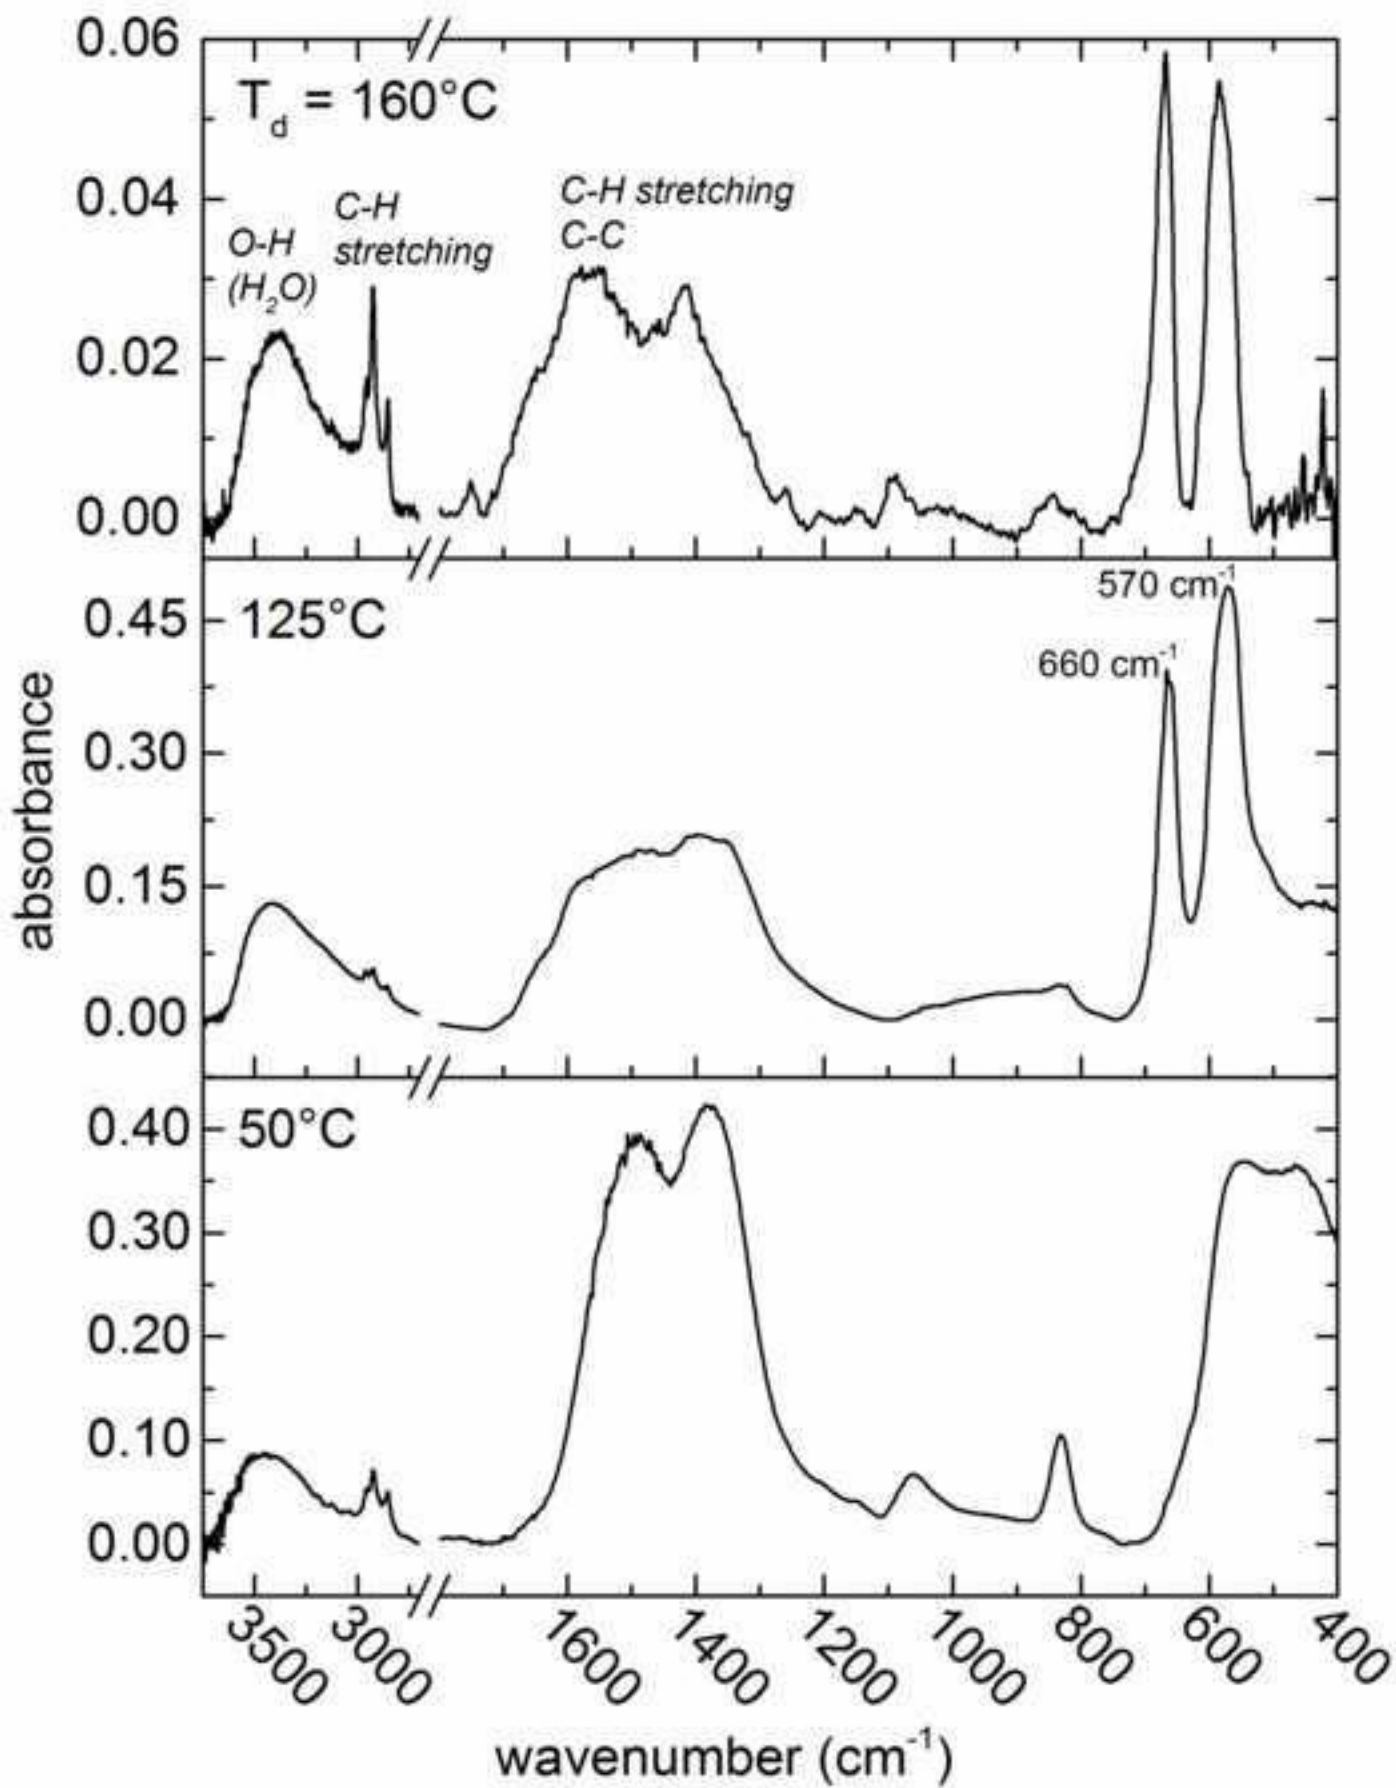 0.06
T_d = 160°C
0.04
C-H stretching
C-H
C-C
O-H
stretching
(H₂O)
0.02
0.00
570 cm⁻¹
0.45
125°C
660 cm⁻¹
0.30
absorbance
0.15
0.00
0.40
50°C
0.30
0.20
0.10
0.00
3500 3000 1600 1400 1200 1000 800 600 400
wavenumber (cm⁻¹)